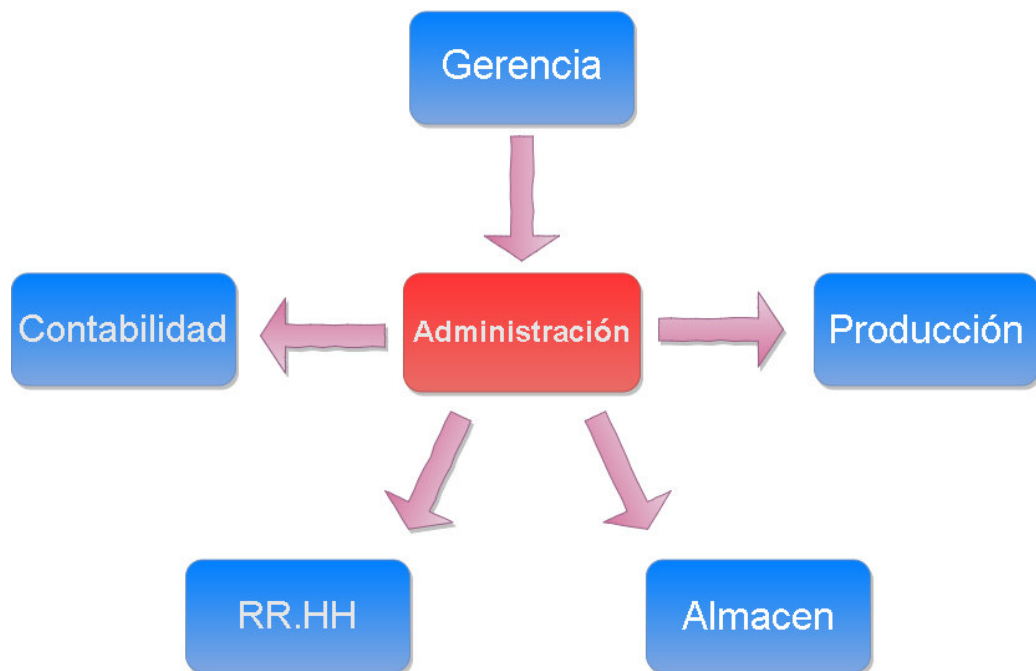 Gerencia
Contabilidad
Administración
Producción
RR.HH
Almacen